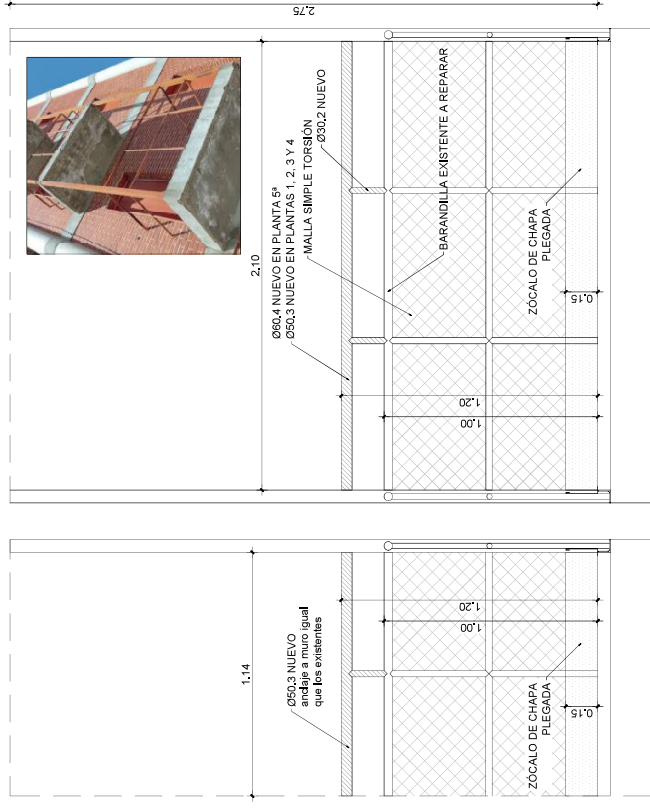 2.75
2.10
Ø60.4 NUEVO EN PLANTA 5ª
Ø50.3 NUEVO EN PLANTAS 1, 2, 3 Y 4
MALLA SIMPLE TORSIÓN
Ø30.2 NUEVO
BARANDILLA EXISTENTE A REPARAR
ZÓCALO DE CHAPA
PLEGADA
0.15
1.20
1.00
1.14
Ø50.3 NUEVO
anclaje a muro igual
que los existentes
1.20
1.00
ZÓCALO DE CHAPA
PLEGADA
0.15